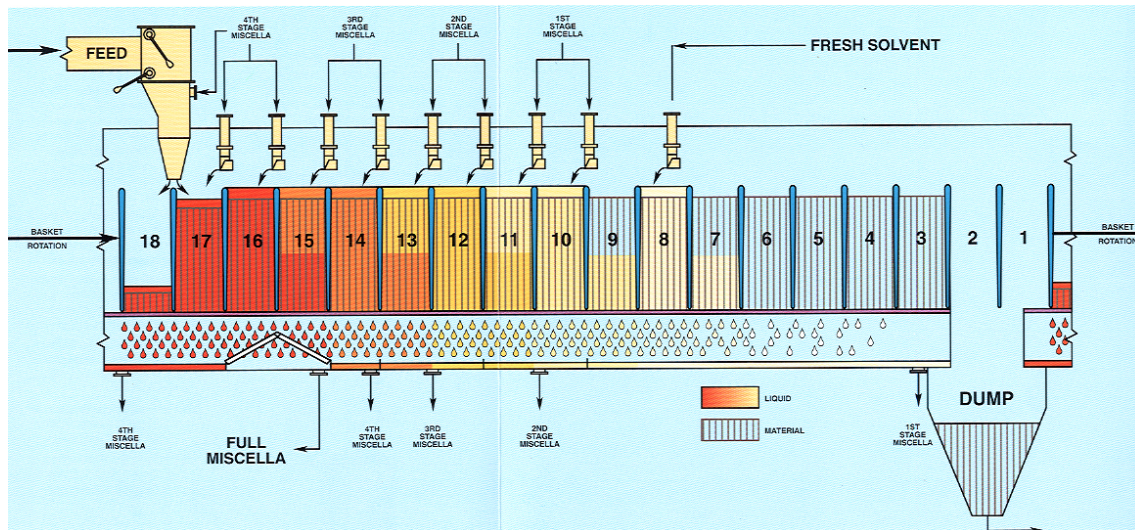 4TH
STAGE
MISCELLA
3RD
STAGE
MISCELLA
2ND
STAGE
MISCELLA
1ST
STAGE
MISCELLA
FEED
FRESH SOLVENT
BASKET
ROTATION
18
17
16
15
14
13
12
11
10
9
8
7
6
5
4
3
2
1
BASKET
ROTATION
4TH
STAGE
MISCELLA
FULL
MISCELLA
4TH
STAGE
MISCELLA
3RD
STAGE
MISCELLA
2ND
STAGE
MISCELLA
LIQUID
MATERIAL
1ST
STAGE
MISCELLA
DUMP